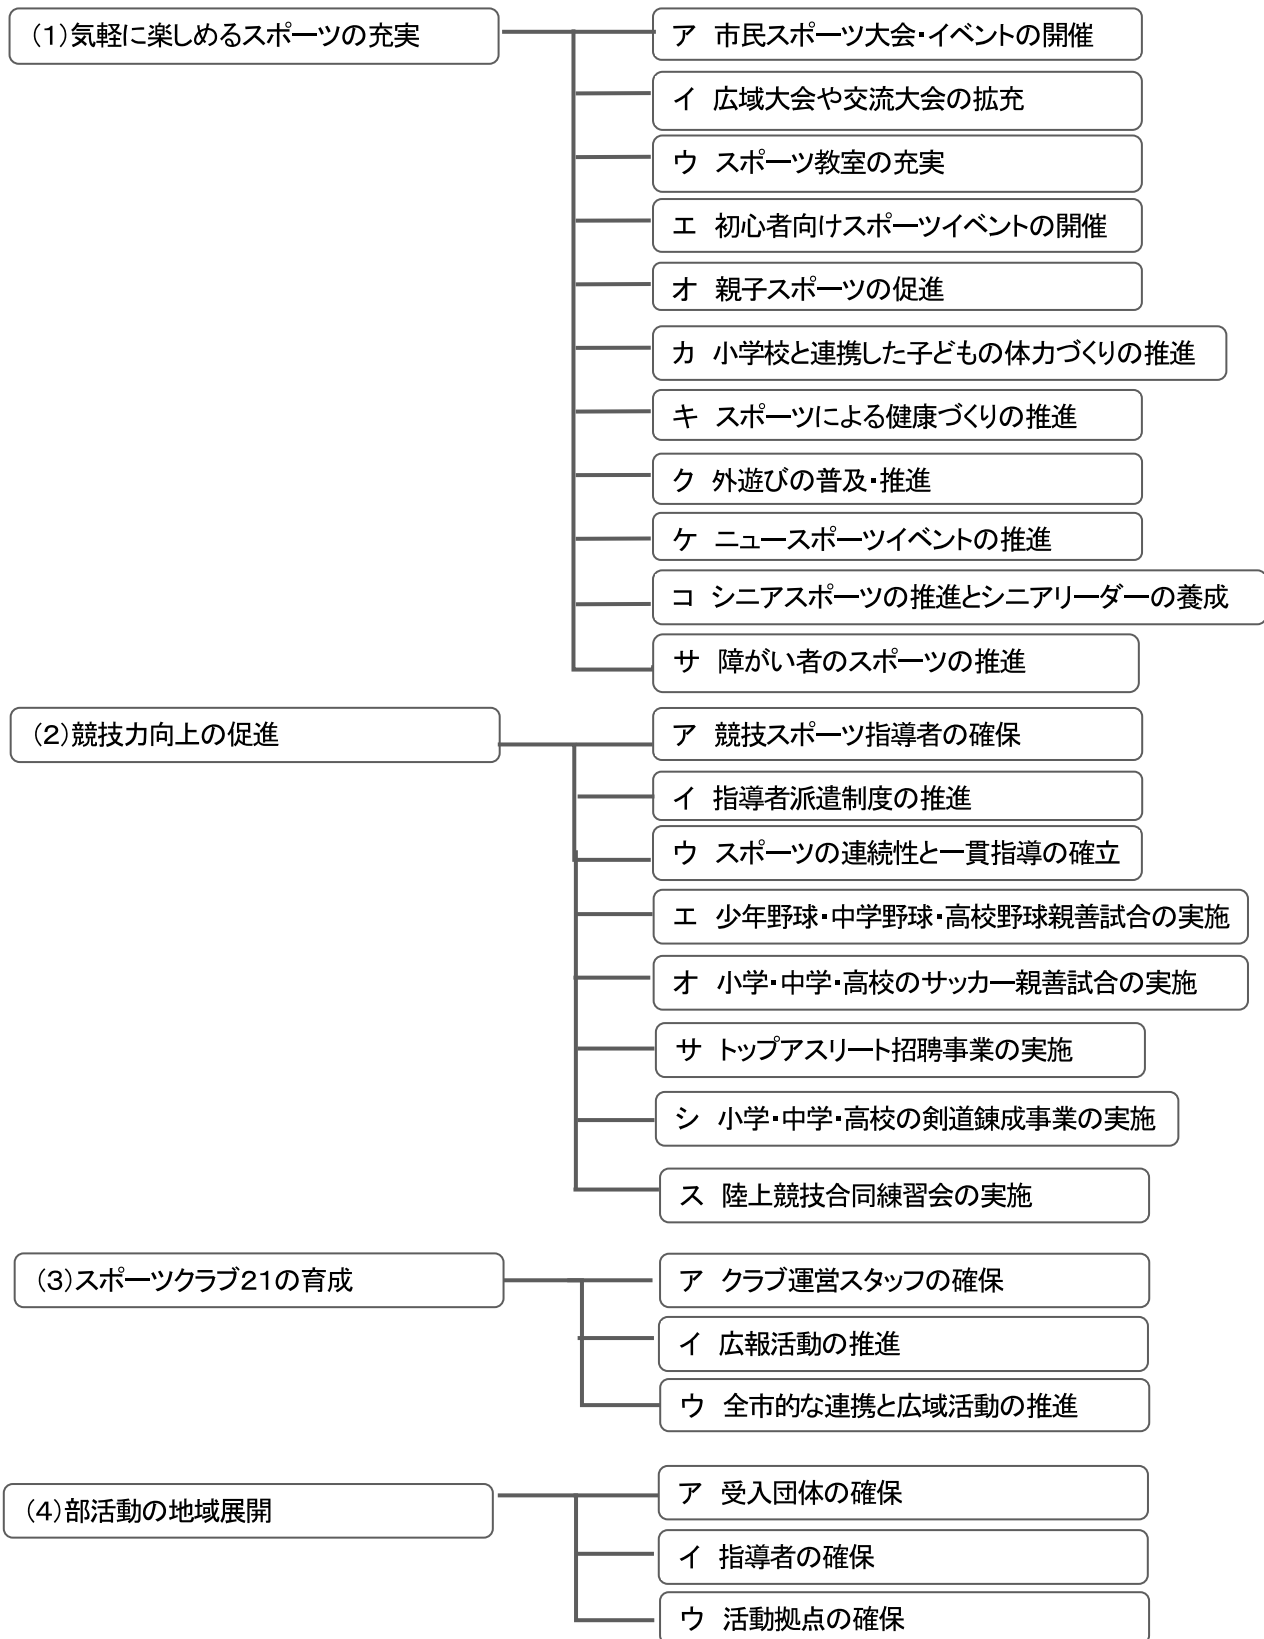 (1)気軽に楽しめるスポーツの充実
ア 市民スポーツ大会・イベントの開催
イ 広域大会や交流大会の拡充
ウ スポーツ教室の充実
エ 初心者向けスポーツイベントの開催
オ 親子スポーツの促進
カ 小学校と連携した子どもの体力づくりの推進
キ スポーツによる健康づくりの推進
ク 外遊びの普及・推進
ケ ニュースポーツイベントの推進
コ シニアスポーツの推進とシニアリーダーの養成
サ 障がい者のスポーツの推進
(2)競技力向上の促進
ア 競技スポーツ指導者の確保
イ 指導者派遣制度の推進
ウ スポーツの連続性と一貫指導の確立
エ 少年野球・中学野球・高校野球親善試合の実施
オ 小学・中学・高校のサッカー親善試合の実施
サ トップアスリート招聘事業の実施
シ 小学・中学・高校の剣道錬成事業の実施
ス 陸上競技合同練習会の実施
(3)スポーツクラブ21の育成
ア クラブ運営スタッフの確保
イ 広報活動の推進
ウ 全市的な連携と広域活動の推進
(4)部活動の地域展開
ア 受入団体の確保
イ 指導者の確保
ウ 活動拠点の確保